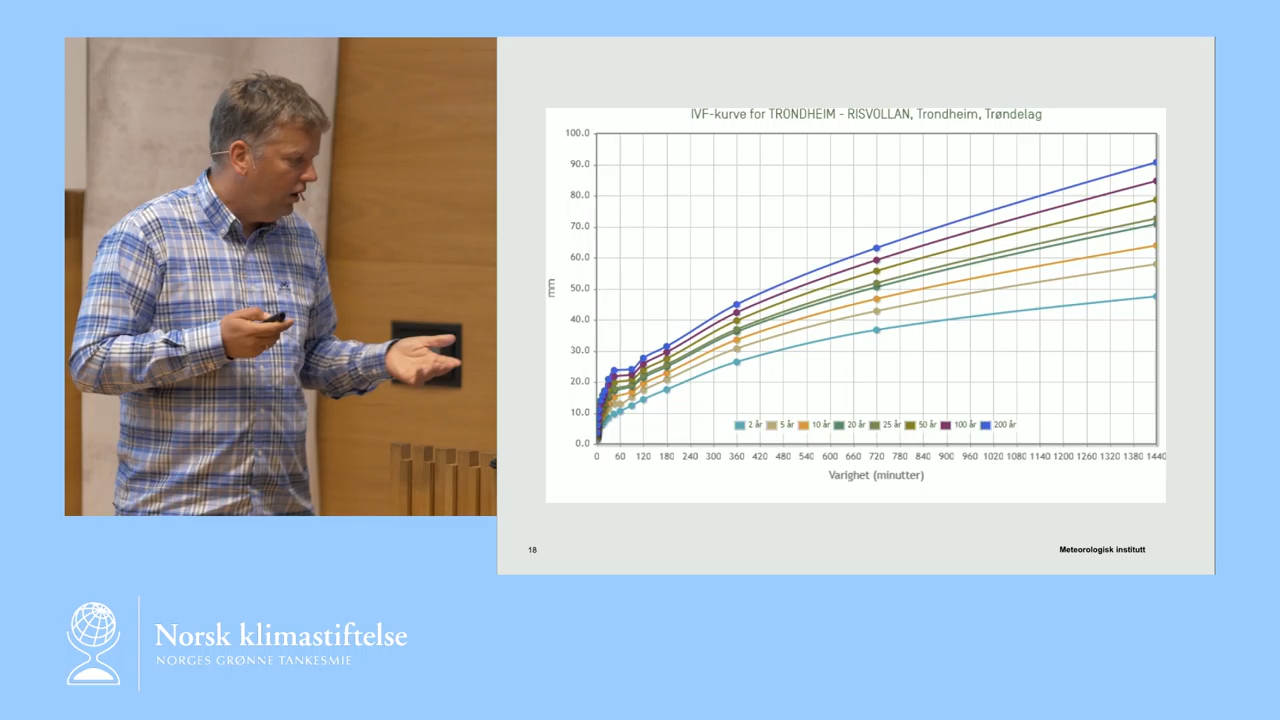 IVF-kurve for TRONDHEIM - RISVOLLAN, Trondheim, Trøndelag
100.0
90.0
80.0
70.0
60.0
50.0
40.0
30.0
20.0
10.0
0.0
mm
2 år 5 år 10 år 20 år 25 år 50 år 100 år 200 år
0 60 120 180 240 300 360 420 480 540 600 660 720 780 840 900 960 1020 1080 1140 1200 1260 1320 1380 1440
Varighet (minutter)
18
Meteorologisk institutt
Norsk klimastiftelse
NORGES GRØNNE TANKESMIE